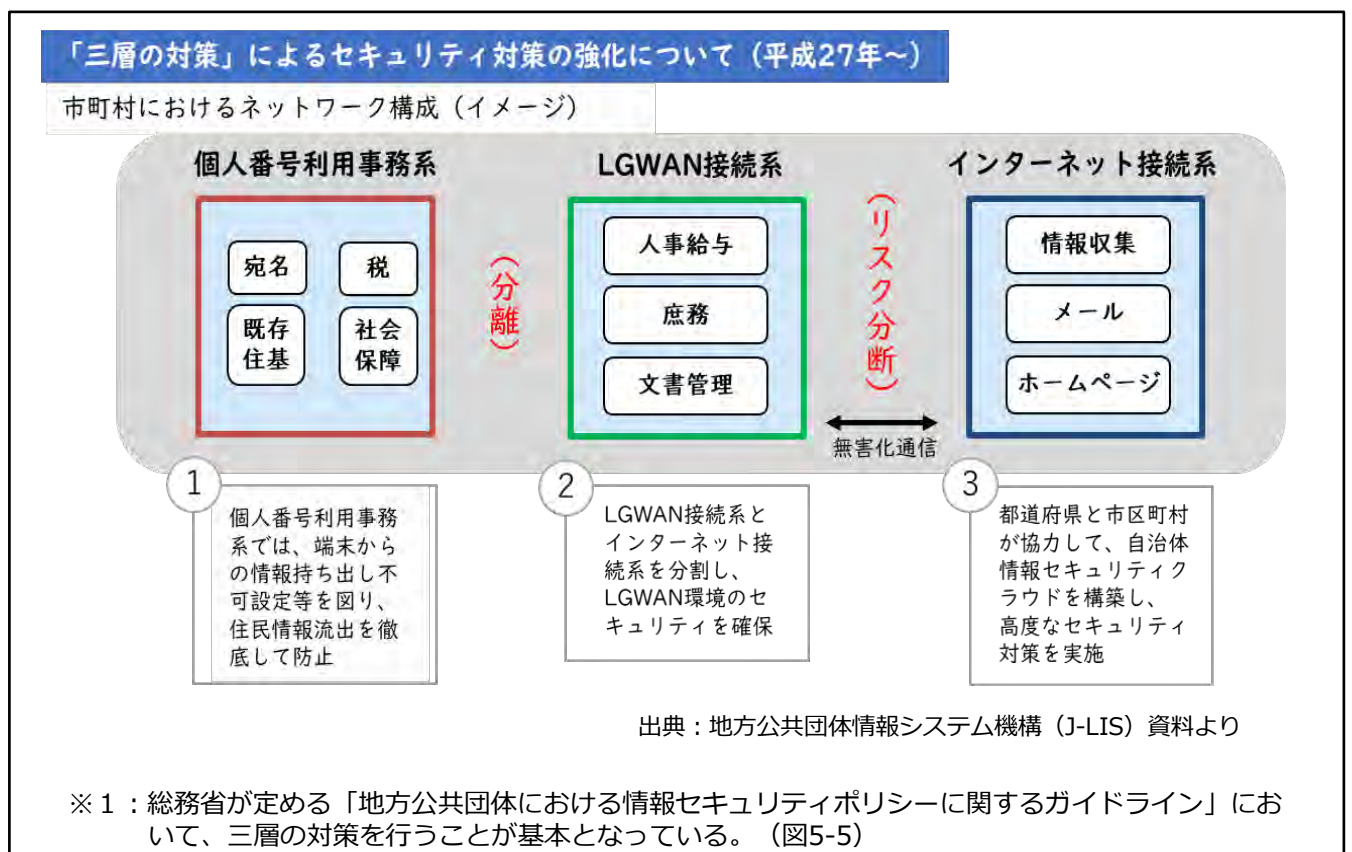 「三層の対策」によるセキュリティ対策の強化について（平成27年～）
市町村におけるネットワーク構成（イメージ）
個人番号利用事務系
宛名
税
既存
住基
社会
保障
（分離）
LGWAN接続系
人事給与
庶務
文書管理
（リスク分断）
無害化通信
インターネット接続系
情報収集
メール
ホームページ
1
個人番号利用事務
系では、端末から
の情報持ち出し不
可設定等を図り、
住民情報流出を徹
底して防止
2
LGWAN接続系と
インターネット接
続系を分割し、
LGWAN環境のセ
キュリティを確保
3
都道府県と市区町村
が協力して、自治体
情報セキュリティク
ラウドを構築し、
高度なセキュリティ
対策を実施
出典：地方公共団体情報システム機構（J-LIS）資料より
※１：総務省が定める「地方公共団体における情報セキュリティポリシーに関するガイドライン」にお
いて、三層の対策を行うことが基本となっている。（図5-5）